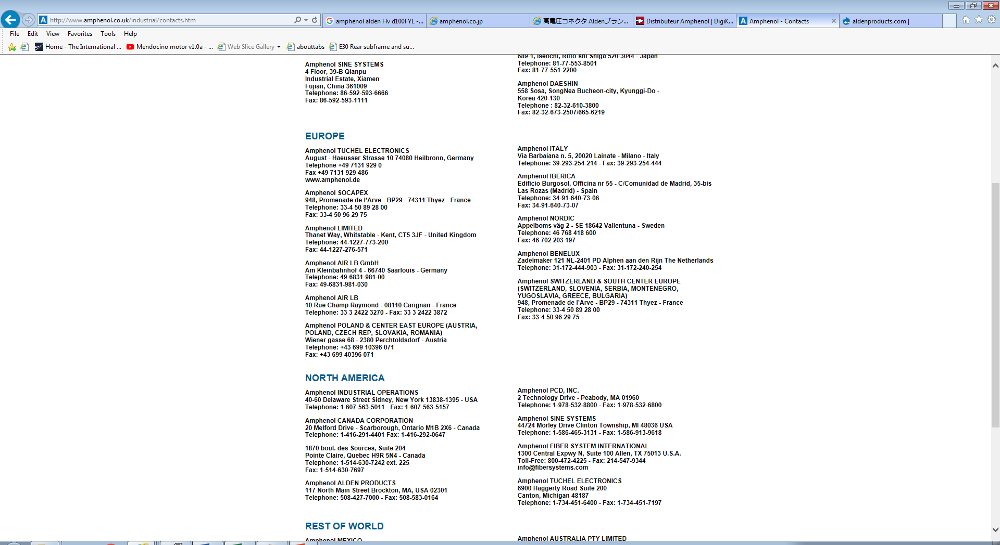 http://www.amphenol.co.uk/industrial/contacts.htm
amphenol alden Hv d100FYL -...
amphenol.co.jp
高電圧コネクタ Aldenブラン...
Distributeur Amphenol | DigiK...
Amphenol - Contacts
aldenproducts.com |
File Edit View Favorites Tools Help
Home - The International ...
Mendocino motor v1.0a - ...
Web Slice Gallery
abouttabs
E30 Rear subframe and su...
Amphenol SINE SYSTEMS
4 Floor, 39-B Qianpu
Industrial Estate, Xiamen
Fujian, China 361009
Telephone: 86-592-593-6666
Fax: 86-592-593-1111
689-1, Iseochi, Ritto-shi Shiga 520-3044 - Japan
Telephone: 81-77-553-8501
Fax: 81-77-551-2200
Amphenol DAESHIN
558 Sosa, SongNea Bucheon-city, Kyunggi-Do -
Korea 420-130
Telephone : 82-32-610-3800
Fax: 82-32-673-2507/665-6219
EUROPE
Amphenol TUCHEL ELECTRONICS
August - Haeusser Strasse 10 74080 Heilbronn, Germany
Telephone +49 7131 929 0
Fax +49 7131 929 486
www.amphenol.de
Amphenol SOCAPEX
948, Promenade de l'Arve - BP29 - 74311 Thyez - France
Telephone: 33-4 50 89 28 00
Fax: 33-4 50 96 29 75
Amphenol LIMITED
Thanet Way, Whitstable - Kent, CT5 3JF - United Kingdom
Telephone: 44-1227-773-200
Fax: 44-1227-276-571
Amphenol AIR LB GmbH
Am Kleinbahnhof 4 - 66740 Saarlouis - Germany
Telephone: 49-6831-981-00
Fax: 49-6831-981-030
Amphenol AIR LB
10 Rue Champ Raymond - 08110 Carignan - France
Telephone: 33 3 2422 3270 - Fax: 33 3 2422 3872
Amphenol POLAND & CENTER EAST EUROPE (AUSTRIA,
POLAND, CZECH REP, SLOVAKIA, ROMANIA)
Wiener gasse 68 - 2380 Perchtoldsdorf - Austria
Telephone: +43 699 10396 071
Fax: +43 699 40396 071
Amphenol ITALY
Via Barbaiana n. 5, 20020 Lainate - Milano - Italy
Telephone: 39-293-254-214 - Fax: 39-293-254-444
Amphenol IBERICA
Edificio Burgosol, Officina nr 55 - C/Comunidad de Madrid, 35-bis
Las Rozas (Madrid) - Spain
Telephone: 34-91-640-73-06
Fax: 34-91-640-73-07
Amphenol NORDIC
Appelboms väg 2 - SE 18642 Vallentuna - Sweden
Telephone: 46 768 418 600
Fax: 46 702 203 197
Amphenol BENELUX
Zadelmaker 121 NL-2401 PD Alphen aan den Rijn The Netherlands
Telephone: 31-172-444-903 - Fax: 31-172-240-254
Amphenol SWITZERLAND & SOUTH CENTER EUROPE
(SWITZERLAND, SLOVENIA, SERBIA, MONTENEGRO,
YUGOSLAVIA, GREECE, BULGARIA)
948, Promenade de l'Arve - BP29 - 74311 Thyez - France
Telephone: 33-4 50 89 28 00
Fax: 33-4 50 96 29 75
NORTH AMERICA
Amphenol INDUSTRIAL OPERATIONS
40-60 Delaware Street Sidney, New York 13838-1395 - USA
Telephone: 1-607-563-5011 - Fax: 1-607-563-5157
Amphenol CANADA CORPORATION
20 Melford Drive - Scarborough, Ontario M1B 2X6 - Canada
Telephone: 1-416-291-4401 Fax: 1-416-292-0647
1870 boul. des Sources, Suite 204
Pointe Claire, Quebec H9R 5N4 - Canada
Telephone: 1-514-630-7242 ext. 225
Fax: 1-514-630-7697
Amphenol ALDEN PRODUCTS
117 North Main Street Brockton, MA, USA 02301
Telephone: 508-427-7000 - Fax: 508-583-0164
Amphenol PCD, INC.
2 Technology Drive - Peabody, MA 01960
Telephone: 1-978-532-8800 - Fax: 1-978-532-6800
Amphenol SINE SYSTEMS
44724 Morley Drive Clinton Township, MI 48036 USA
Telephone: 1-586-465-3131 - Fax: 1-586-913-9618
Amphenol FIBER SYSTEM INTERNATIONAL
1300 Central Expwy N, Suite 100 Allen, TX 75013 U.S.A.
Toll-Free: 800-472-4225 - Fax: 214-547-9344
info@fibersystems.com
Amphenol TUCHEL ELECTRONICS
6900 Haggerty Road Suite 200
Canton, Michigan 48187
Telephone: 1-734-451-6400 - Fax: 1-734-451-7197
REST OF WORLD
Amphenol MEXICO
Amphenol AUSTRALIA PTY LIMITED